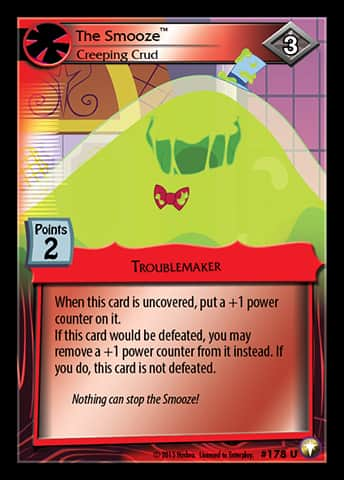 The Smooze™
Creeping Crud
3
Points
2
TROUBLEMAKER
When this card is uncovered, put a +1 power
counter on it.
If this card would be defeated, you may
remove a +1 power counter from it instead. If
you do, this card is not defeated.
Nothing can stop the Smooze!
© 2015 Hasbro. Licensed to Enterplay. #178 U